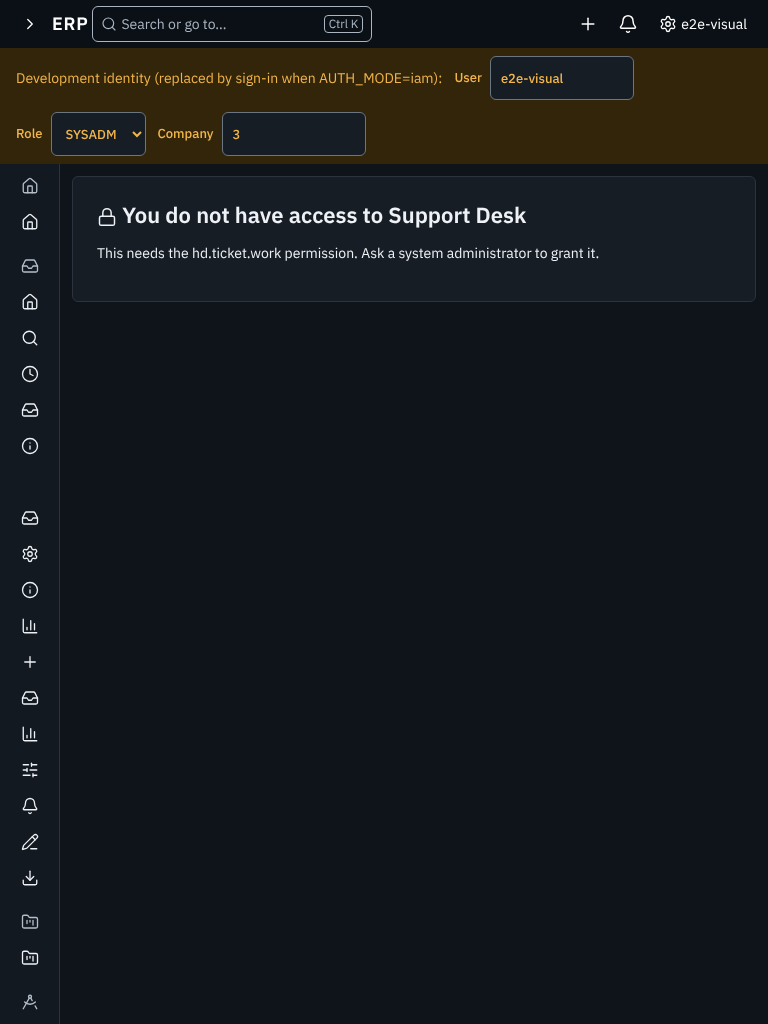 ERP
Search or go to...
Ctrl K
e2e-visual
Development identity (replaced by sign-in when AUTH_MODE=iam):
User
e2e-visual
Role
SYSADM
Company
3
You do not have access to Support Desk
This needs the hd.ticket.work permission. Ask a system administrator to grant it.